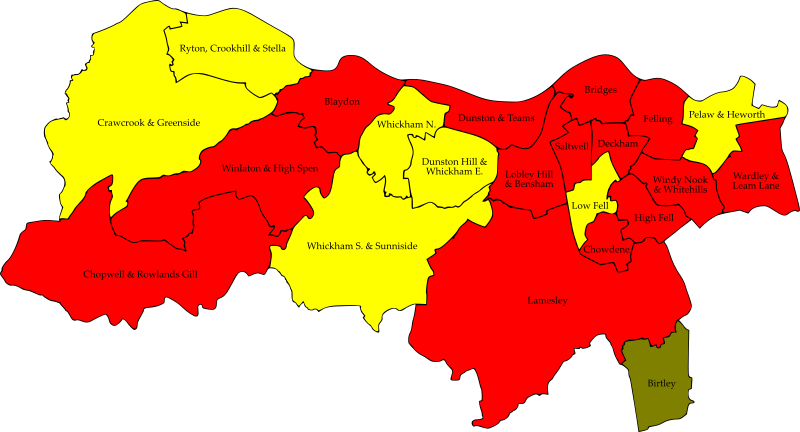 Ryton, Crookhill & Stella
Crawcrook & Greenside
Blaydon
Whickham N.
Dunston & Teams
Bridges
Felling
Pelaw & Heworth
Winlaton & High Spen
Dunston Hill &
Whickham E.
Lobley Hill
& Bensham
Saltwell
Deckham
Windy Nook
& Whitehills
Wardley &
Leam Lane
Low Fell
High Fell
Whickham S. & Sunniside
Chowdene
Chopwell & Rowlands Gill
Lamesley
Birtley